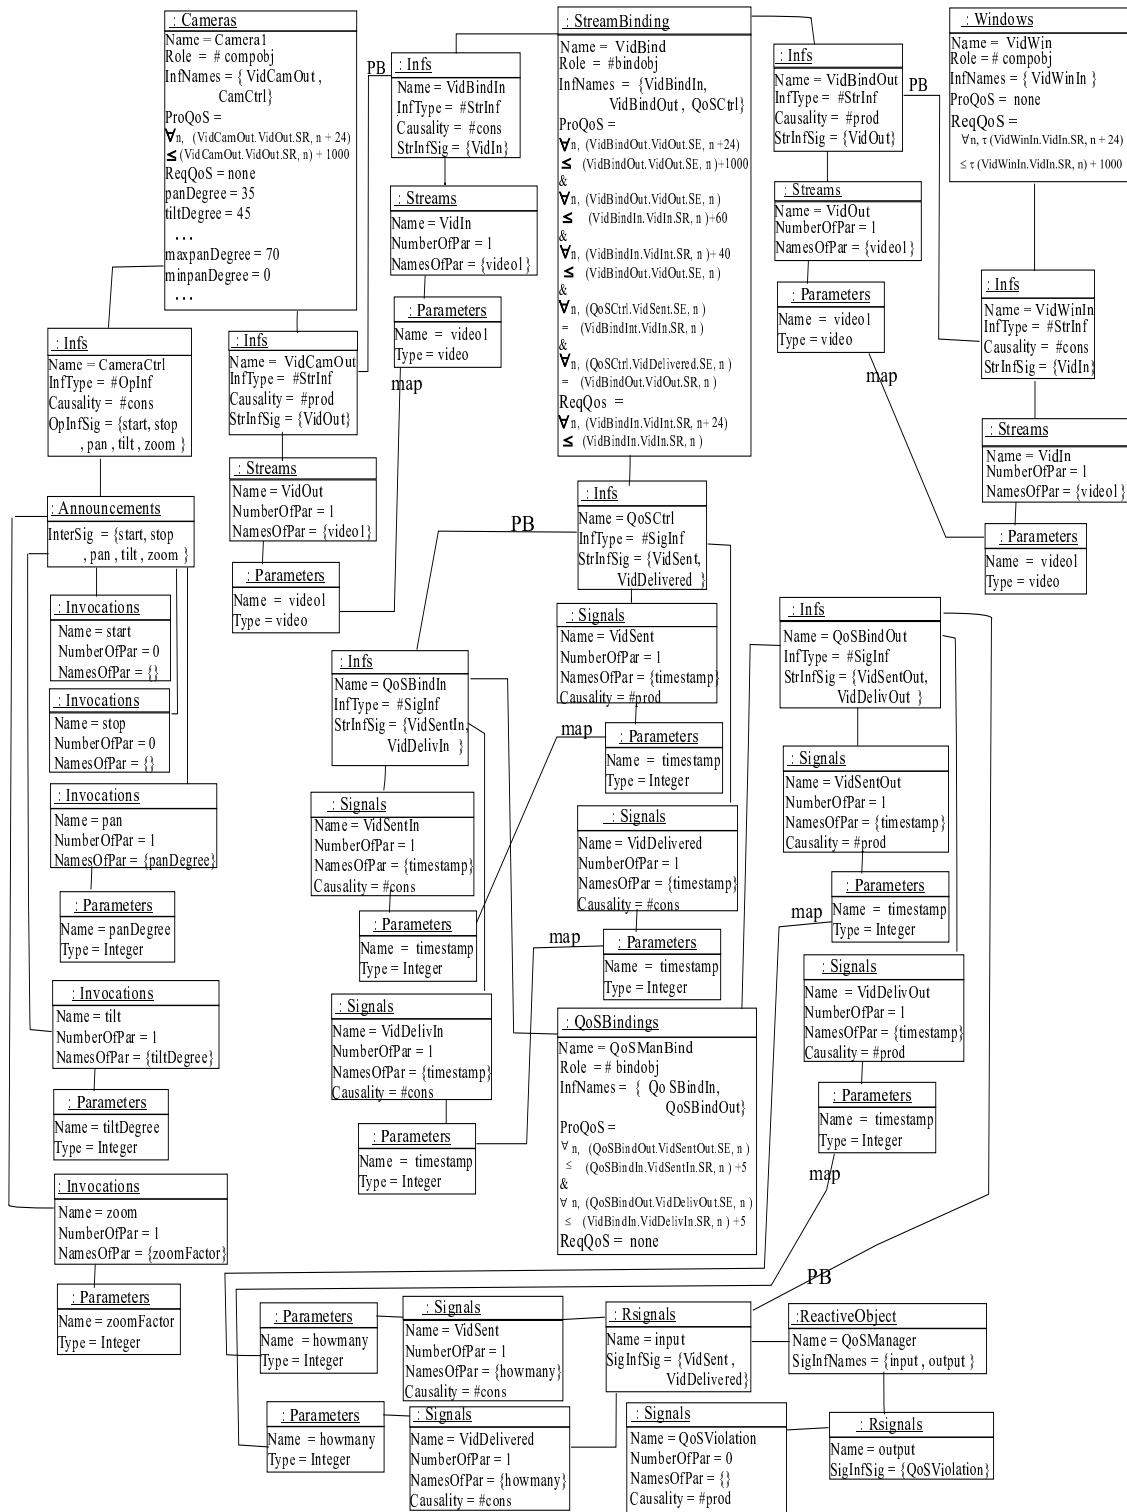 : Cameras
Name = Camera1
Role = # compobj
InfNames = { VidCamOut ,
CamCtrl}
ProQoS =
∀n, (VidCamOut.VidOut.SR, n + 24)
≤ (VidCamOut.VidOut.SR, n) + 1000
ReqQoS = none
panDegree = 35
tiltDegree = 45
...
maxpanDegree = 70
minpanDegree = 0
...
PB
: Infs
Name = VidBindIn
InfType = #StrInf
Causality = #cons
StrInfSig = {VidIn}
: Streams
Name = VidIn
NumberOfPar = 1
NamesOfPar = {video1}
: Parameters
Name = video1
Type = video
map
: StreamBinding
Name = VidBind
Role = #bindobj
InfNames = {VidBindIn,
VidBindOut , QoSCtrl}
ProQoS =
∀n, (VidBindOut.VidOut.SE, n +24)
≤ (VidBindOut.VidOut.SE, n)+1000
&
∀n, (VidBindOut.VidOut.SE, n )
≤ (VidBindIn.VidIn.SR, n)+60
&
∀n, (VidBindIn.VidInt.SR, n)+ 40
≤ (VidBindOut.VidOut.SE, n )
&
∀n, (QoSCtrl.VidSent.SE, n )
= (VidBindInt.VidIn.SR, n )
&
∀n, (QoSCtrl.VidDelivered.SE, n )
= (VidBindOut.VidOut.SR, n )
ReqQos =
∀n, (VidBindIn.VidIn.SR, n+ 24)
≤ (VidBindIn.VidIn.SR, n )
: Infs
Name = VidBindOut
InfType = #StrInf
Causality = #prod
StrInfSig = {VidOut}
PB
: Streams
Name = VidOut
NumberOfPar = 1
NamesOfPar = {video1}
: Parameters
Name = video1
Type = video
map
: Windows
Name = VidWin
Role = # compobj
InfNames = { VidWinIn }
ProQoS = none
ReqQoS =
∀n, τ (VidWinIn.VidIn.SR, n + 24)
≤ τ (VidWinIn.VidIn.SR, n) + 1000
: Infs
Name = VidWinIn
InfType = #StrInf
Causality = #cons
StrInfSig = {VidIn}
: Streams
Name = VidIn
NumberOfPar = 1
NamesOfPar = {video1}
: Parameters
Name = video1
Type = video
: Infs
Name = CameraCtrl
InfType = #OpInf
Causality = #cons
OpInfSig = {start, stop
, pan , tilt , zoom }
: Infs
Name = VidCamOut
InfType = #StrInf
Causality = #prod
StrInfSig = {VidOut}
: Streams
Name = VidOut
NumberOfPar = 1
NamesOfPar = {video1}
: Parameters
Name = video1
Type = video
: Announcements
InterSig = {start, stop
, pan , tilt , zoom }
: Invocations
Name = start
NumberOfPar = 0
NamesOfPar = {}
: Invocations
Name = stop
NumberOfPar = 0
NamesOfPar = {}
: Invocations
Name = pan
NumberOfPar = 1
NamesOfPar = {panDegree}
: Parameters
Name = panDegree
Type = Integer
: Invocations
Name = tilt
NumberOfPar = 1
NamesOfPar = {tiltDegree}
: Parameters
Name = tiltDegree
Type = Integer
: Invocations
Name = zoom
NumberOfPar = 1
NamesOfPar = {zoomFactor}
: Parameters
Name = zoomFactor
Type = Integer
PB
: Infs
Name = QoSCtrl
InfType = #SigInf
StrInfSig = {VidSent,
VidDelivered }
: Signals
Name = VidSent
NumberOfPar = 1
NamesOfPar = {timestamp}
Causality = #prod
map
: Parameters
Name = timestamp
Type = Integer
: Signals
Name = VidDelivered
NumberOfPar = 1
NamesOfPar = {timestamp}
Causality = #cons
map
: Parameters
Name = timestamp
Type = Integer
: Infs
Name = QoSBindIn
InfType = #SigInf
StrInfSig = {VidSentIn,
VidDelivIn }
: Signals
Name = VidSentIn
NumberOfPar = 1
NamesOfPar = {timestamp}
Causality = #cons
: Parameters
Name = timestamp
Type = Integer
: Signals
Name = VidDelivIn
NumberOfPar = 1
NamesOfPar = {timestamp}
Causality = #cons
: Parameters
Name = timestamp
Type = Integer
: QoSBindings
Name = QoSManBind
Role = # bindobj
InfNames = { Qo SBindIn,
QoSBindOut}
ProQoS =
∀ n, (QoSBindOut.VidSentOut.SE, n )
≤ (QoSBindIn.VidSentIn.SR, n ) +5
&
∀ n, (QoSBindOut.VidDelivOut.SE, n )
≤ (VidBindIn.VidDelivIn.SR, n ) +5
ReqQoS = none
: Infs
Name = QoSBindOut
InfType = #SigInf
StrInfSig = {VidSentOut,
VidDelivOut }
: Signals
Name = VidSentOut
NumberOfPar = 1
NamesOfPar = {timestamp}
Causality = #prod
map
: Parameters
Name = timestamp
Type = Integer
: Signals
Name = VidDelivOut
NumberOfPar = 1
NamesOfPar = {timestamp}
Causality = #prod
: Parameters
Name = timestamp
Type = Integer
map
PB
: Parameters
Name = howmany
Type = Integer
: Signals
Name = VidSent
NumberOfPar = 1
NamesOfPar = {howmany}
Causality = #cons
: Rsignals
Name = input
SigInfSig = {VidSent ,
VidDelivered}
:ReactiveObject
Name = QoSManager
SigInfNames = {input , output }
: Parameters
Name = howmany
Type = Integer
: Signals
Name = VidDelivered
NumberOfPar = 1
NamesOfPar = {howmany}
Causality = #cons
: Signals
Name = QoSViolation
NumberOfPar = 0
NamesOfPar = {}
Causality = #prod
: Rsignals
Name = output
SigInfSig = {QoSViolation}